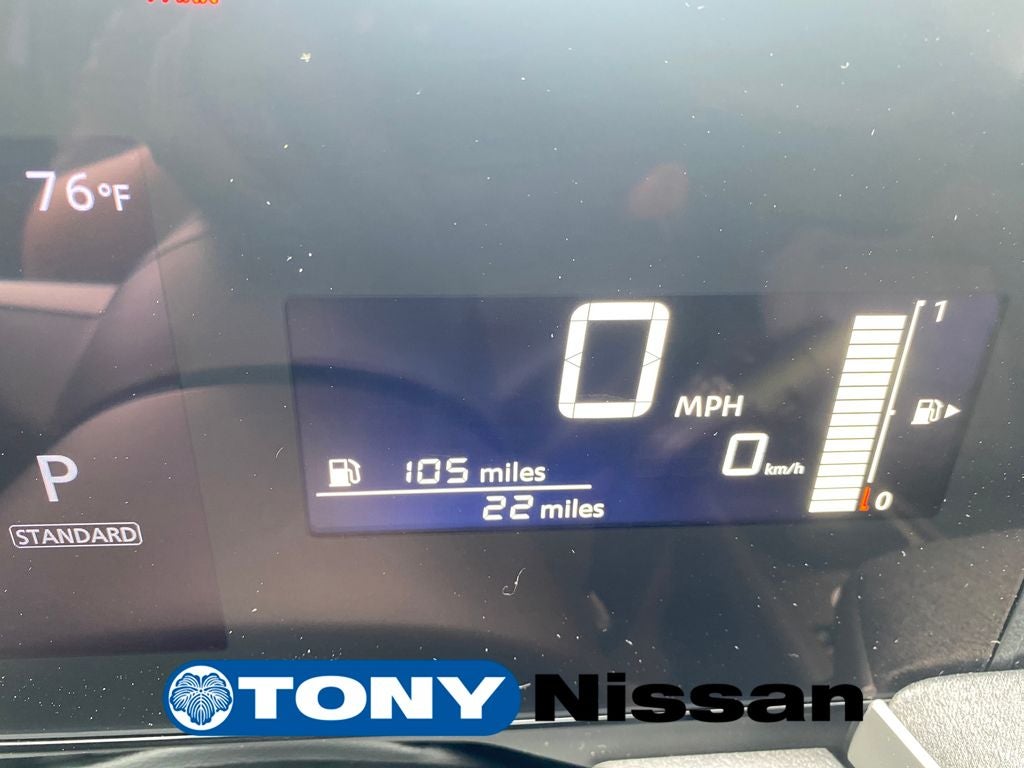 76°F
0
1
MPH
0 km/h
P
105 miles
22 miles
0
STANDARD
TONY Nissan